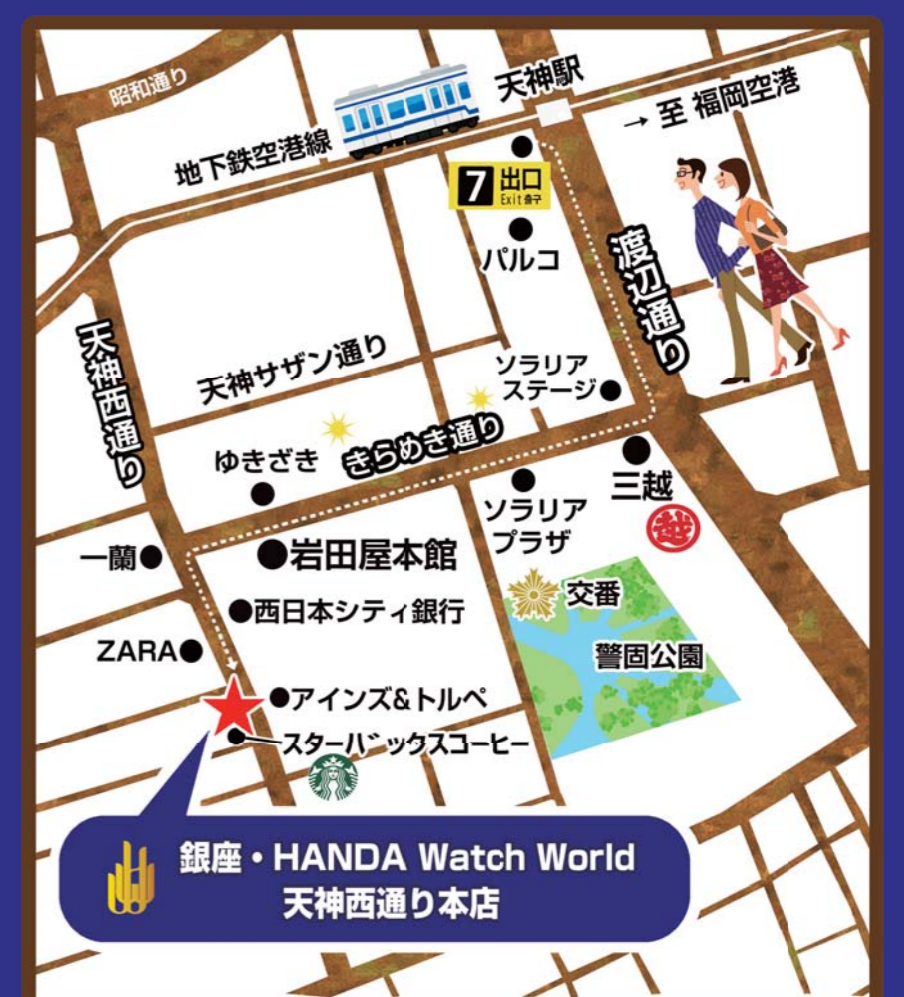 昭和通り
天神駅
→ 至 福岡空港
地下鉄空港線
7 出口
Exit 출구
パルコ
渡辺通り
天神西通り
天神サザン通り
ソラリア
ステージ
きらめき通り
ゆきざき
三越
越
ソラリア
プラザ
一蘭
岩田屋本館
交番
西日本シティ銀行
警固公園
ZARA
アインズ&トルペ
スターバックスコーヒー
銀座・HANDA Watch World
天神西通り本店